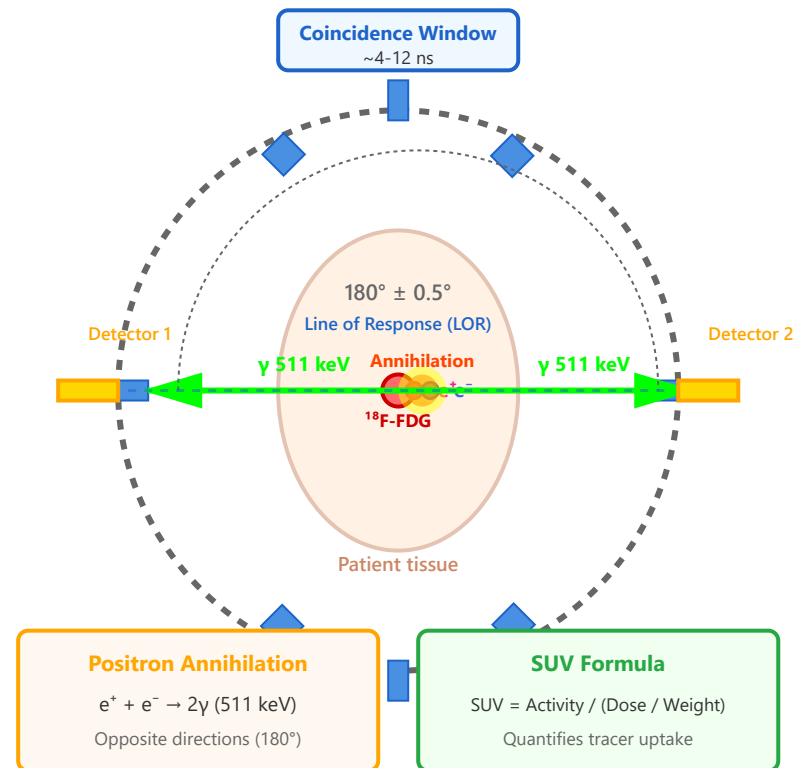 Coincidence Window
~4-12 ns
180° ± 0.5°
Line of Response (LOR)
Detector 1
Detector 2
γ 511 keV
Annihilation
γ 511 keV
e⁺
e⁻
¹⁸F-FDG
Patient tissue
Positron Annihilation
e⁺ + e⁻ → 2γ (511 keV)
Opposite directions (180°)
SUV Formula
SUV = Activity / (Dose / Weight)
Quantifies tracer uptake